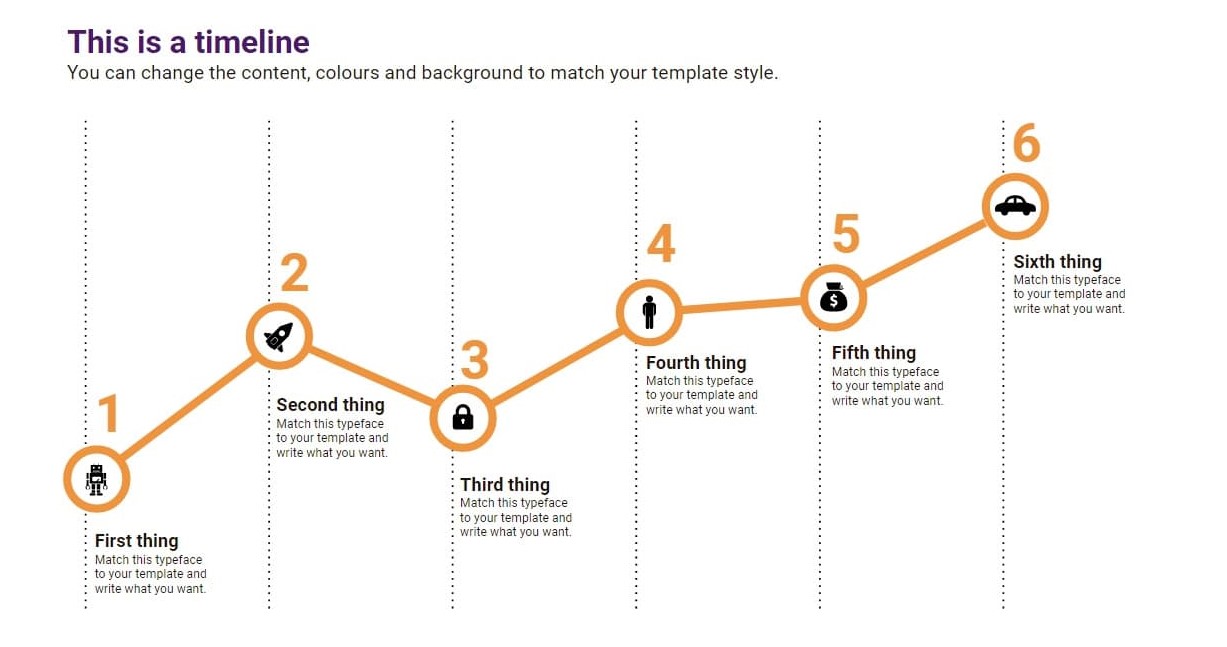 This is a timeline
You can change the content, colours and background to match your template style.
1
First thing
Match this typeface
to your template and
write what you want.
2
Second thing
Match this typeface
to your template and
write what you want.
3
Third thing
Match this typeface
to your template and
write what you want.
4
Fourth thing
Match this typeface
to your template and
write what you want.
5
$
Fifth thing
Match this typeface
to your template and
write what you want.
6
Sixth thing
Match this typeface
to your template and
write what you want.